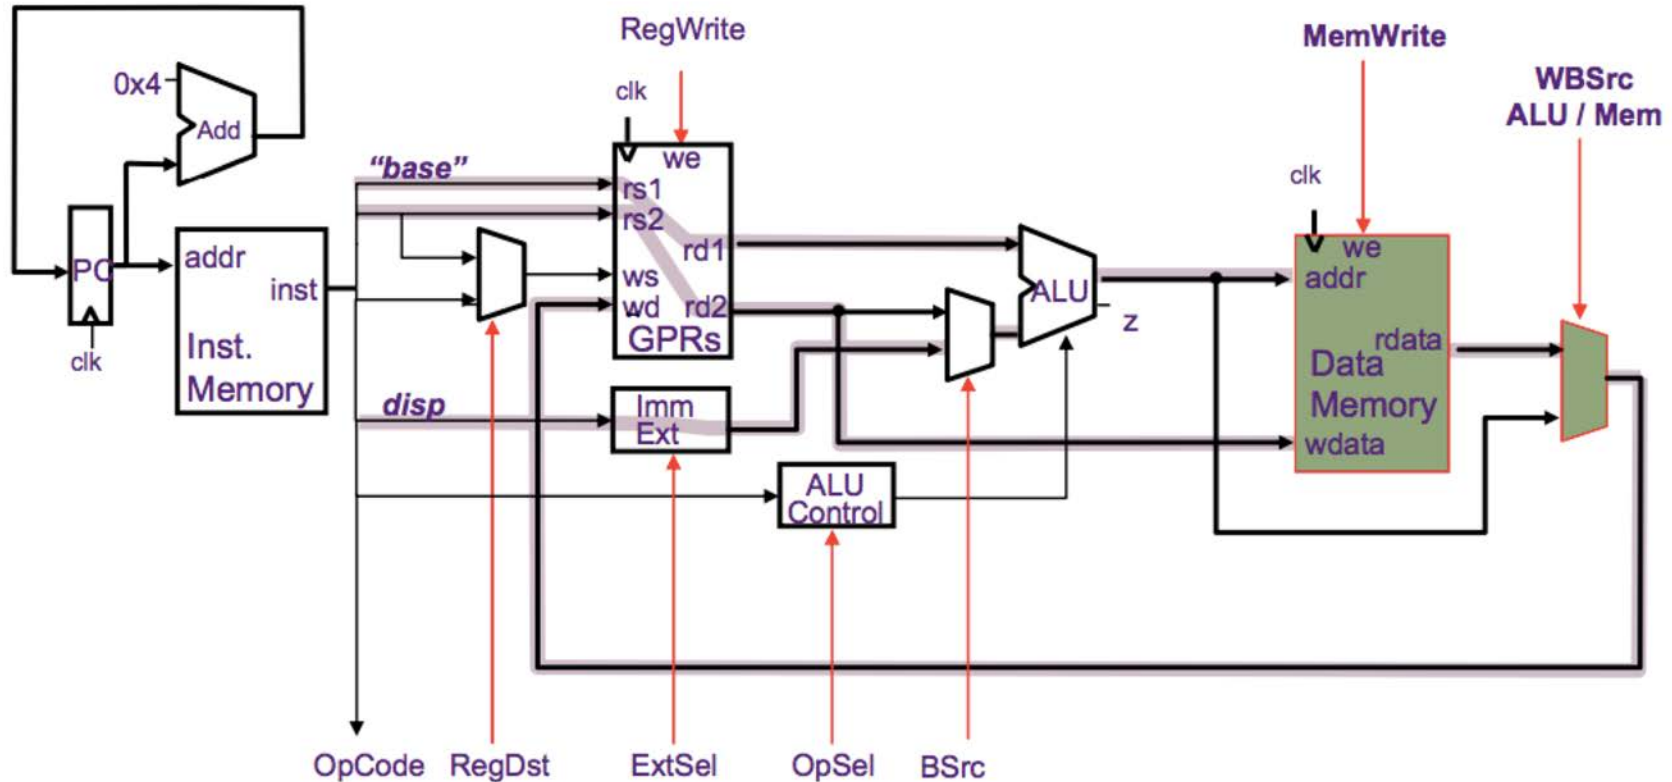 RegWrite
MemWrite
WBSrc
ALU / Mem
0x4
Add
clk
we
"base"
rs1
rs2
rd1
ws
wd
rd2
GPRs
PC
clk
addr
inst
Inst.
Memory
disp
Imm
Ext
ALU
Control
ALU
z
clk
we
addr
rdata
Data
Memory
wdata
OpCode
RegDst
ExtSel
OpSel
BSrc